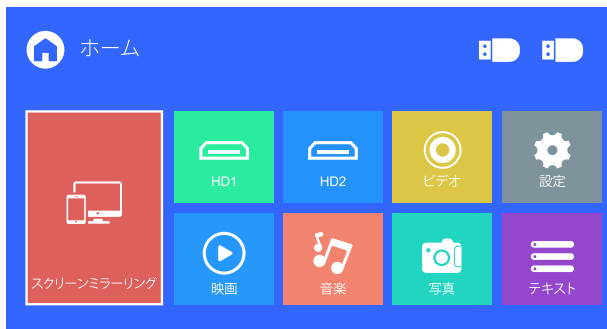 ホーム
HD1
HD2
ビデオ
設定
スクリーンミラーリング
映画
音楽
写真
テキスト